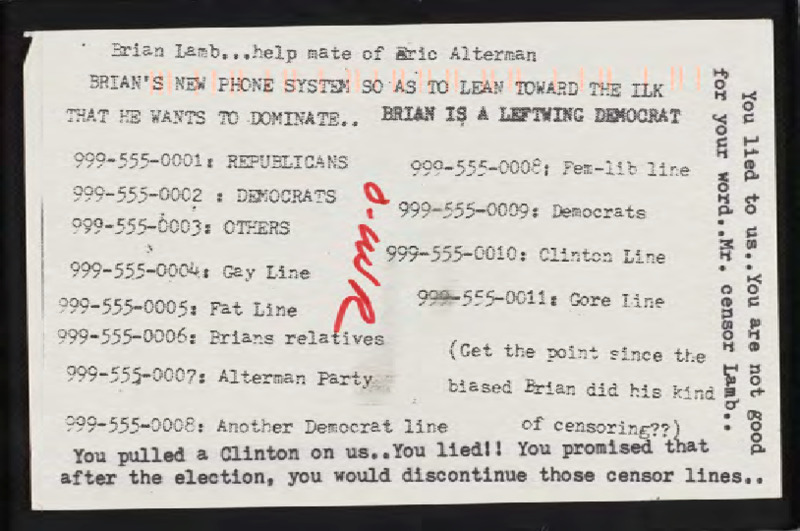 Brian Lamb...help mate of Eric Alterman
BRIAN'S NEW PHONE SYSTEM SO AS TO LEAN TOWARD THE ILK
THAT HE WANTS TO DOMINATE.. BRIAN IS A LEFTWING DEMOCRAT
999-555-0001: REPUBLICANS
999-555-0002 : DEMOCRATS
999-555-0003: OTHERS
999-555-0004: Gay Line
999-555-0005: Fat Line
999-555-0006: Brians relatives
999-555-0007: Alterman Party
999-555-0008: Another Democrat line
999-555-0008: Fem-lib line
999-555-0009: Democrats
999-555-0010: Clinton Line
999-555-0011: Gore Line
(Get the point since the
biased Brian did his kind
of censoring??)
You pulled a Clinton on us..You lied!! You promised that
after the election, you would discontinue those censor lines..
You lied to us..You are not good
for your word..Mr. censor Lamb..